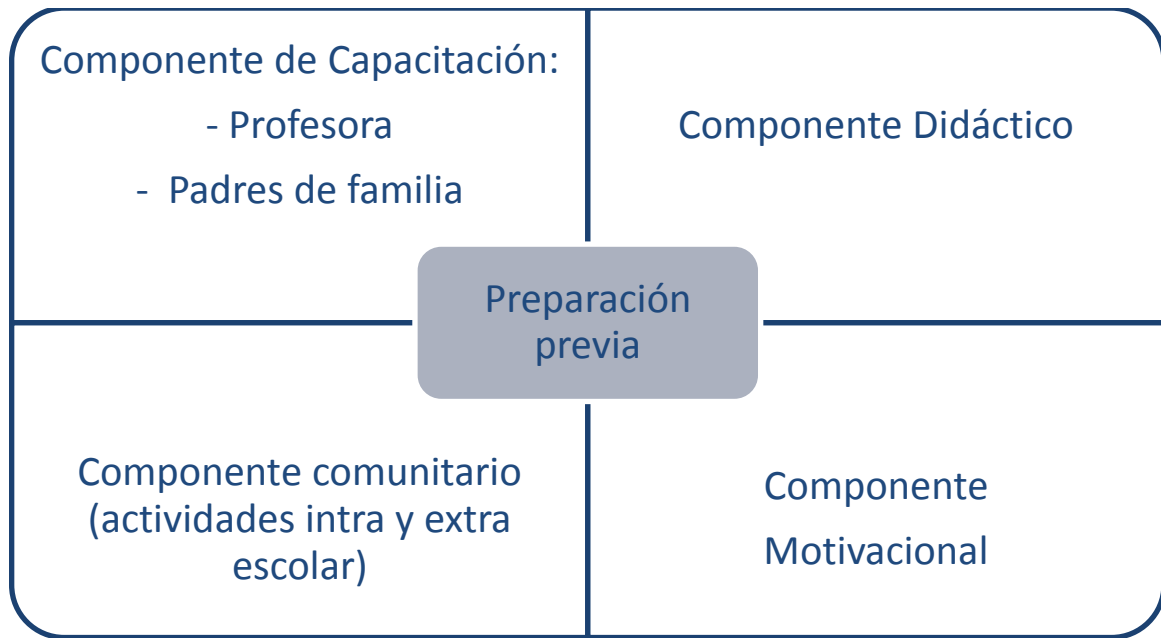 Componente de Capacitación:
- Profesora
- Padres de familia
Componente Didáctico
Preparación
previa
Componente comunitario
(actividades intra y extra
escolar)
Componente
Motivacional